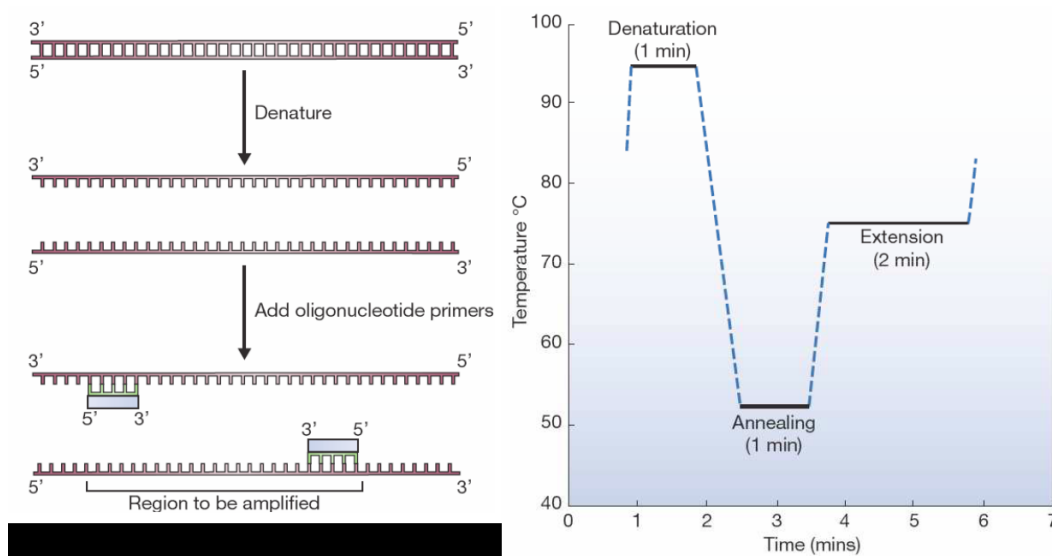 3’ 5’
5’ 3’
Denature
3’ 5’
5’ 3’
Add oligonucleotide primers
3’ 5’
5’ 3’
3’ 5’
5’ 3’
Region to be amplified
100
90
80
70
60
50
40
Temperature °C
Denaturation
(1 min)
Extension
(2 min)
Annealing
(1 min)
0 1 2 3 4 5 6 7
Time (mins)